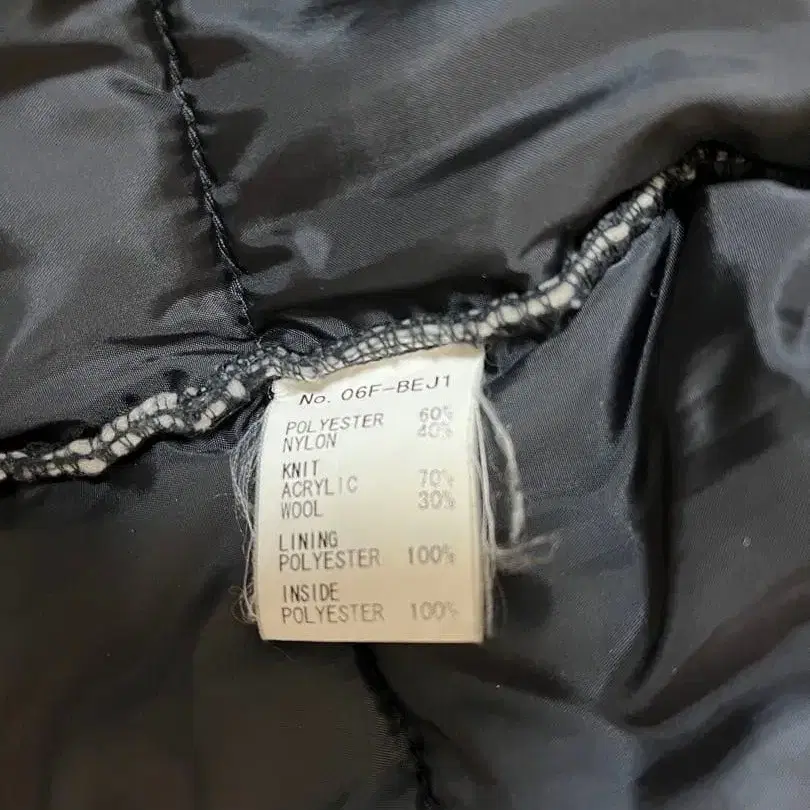 No. 06F-BEJ1
POLYESTER 60%
NYLON 40%
KNIT
ACRYLIC 70%
WOOL 30%
LINING
POLYESTER 100%
INSIDE
POLYESTER 100%